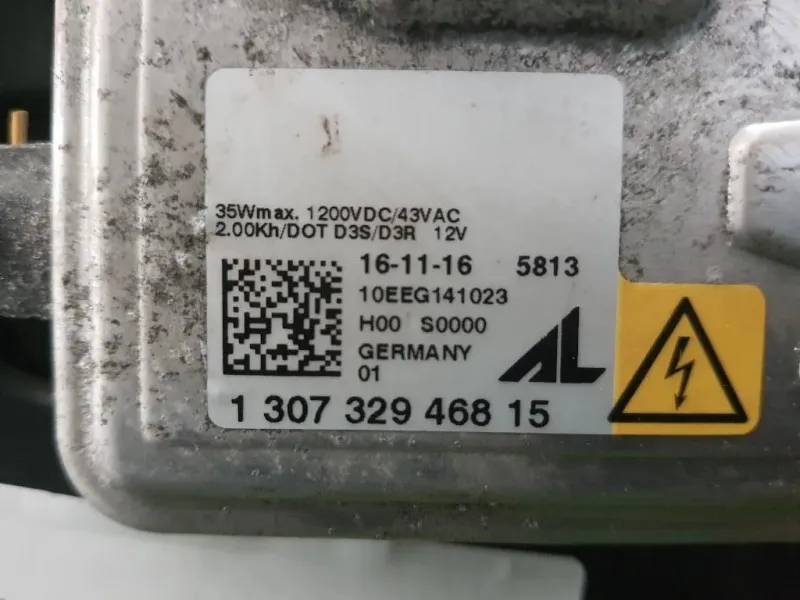 35Wmax. 1200VDC/43VAC
2.00Kh/DOT D3S/D3R 12V
16-11-16 5813
10EEG141023
H00 S0000
GERMANY
01
AL
1 307 329 468 15